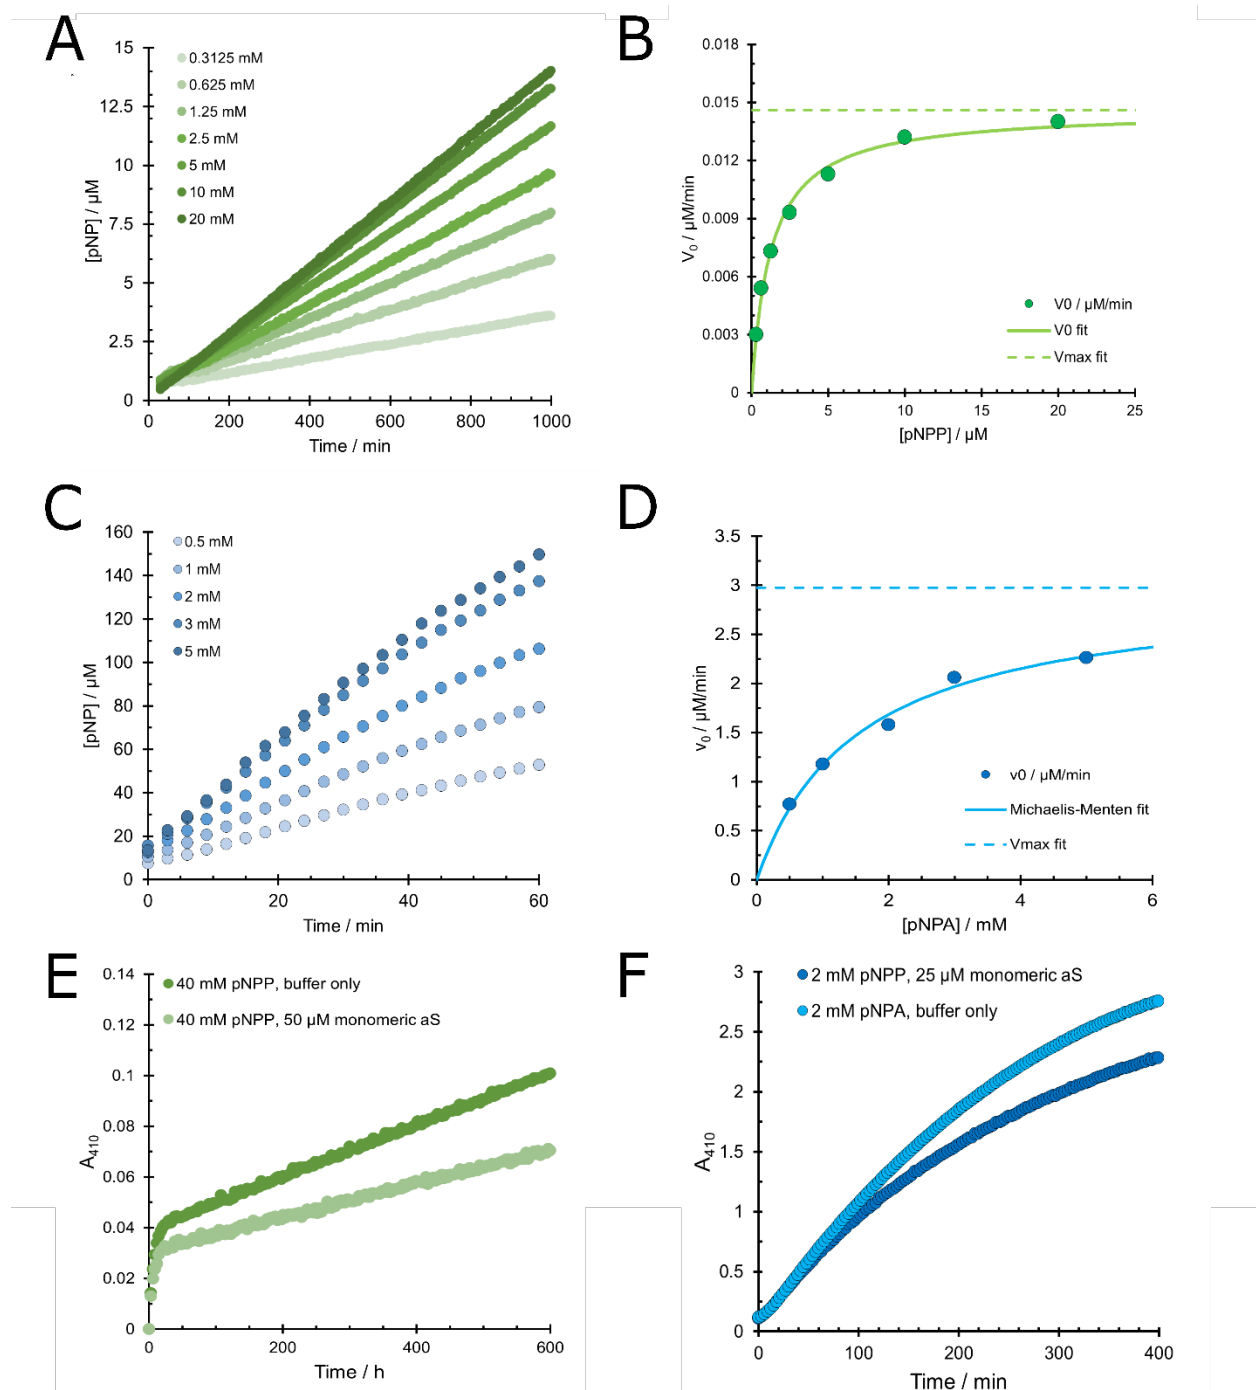 A
[pNP] / µM
15
12.5
10
7.5
5
2.5
0
0.3125 mM
0.625 mM
1.25 mM
2.5 mM
5 mM
10 mM
20 mM
0 200 400 600 800 1000
Time / min
B
V0 / µM/min
0.018
0.015
0.012
0.009
0.006
0.003
0
V0 / µM/min
V0 fit
Vmax fit
0 5 10 15 20 25
[pNPP] / µM
C
[pNP] / µM
160
140
120
100
80
60
40
20
0
0.5 mM
1 mM
2 mM
3 mM
5 mM
0 20 40 60
Time / min
D
v0 / µM/min
3.5
3
2.5
2
1.5
1
0.5
0
v0 / µM/min
Michaelis-Menten fit
Vmax fit
0 2 4 6
[pNPA] / mM
E
A410
0.14
0.12
0.1
0.08
0.06
0.04
0.02
0
40 mM pNPP, buffer only
40 mM pNPP, 50 µM monomeric aS
0 200 400 600
Time / h
F
A410
3
2.5
2
1.5
1
0.5
0
2 mM pNPP, 25 µM monomeric aS
2 mM pNPA, buffer only
0 100 200 300 400
Time / min